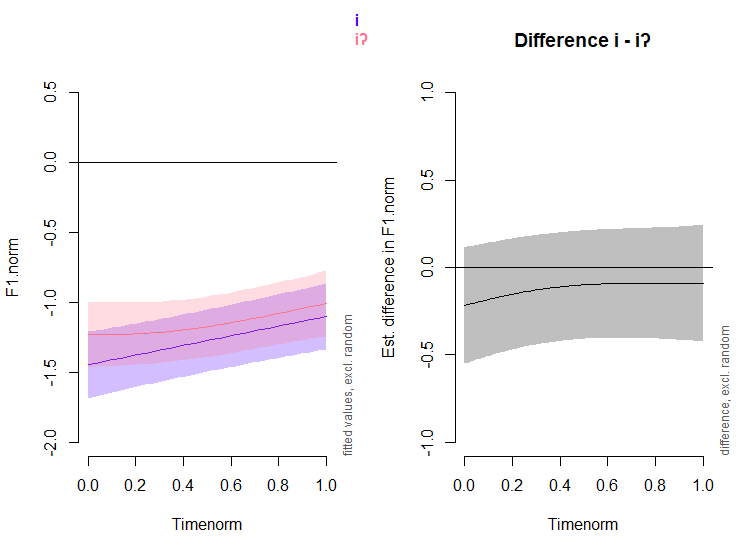 i
iʔ
F1.norm
0.5
0.0
-0.5
-1.0
-1.5
-2.0
0.0 0.2 0.4 0.6 0.8 1.0
Timenorm
fitted values, excl. random
Difference i - iʔ
Est. difference in F1.norm
1.0
0.5
0.0
-0.5
-1.0
0.0 0.2 0.4 0.6 0.8 1.0
Timenorm
difference, excl. random